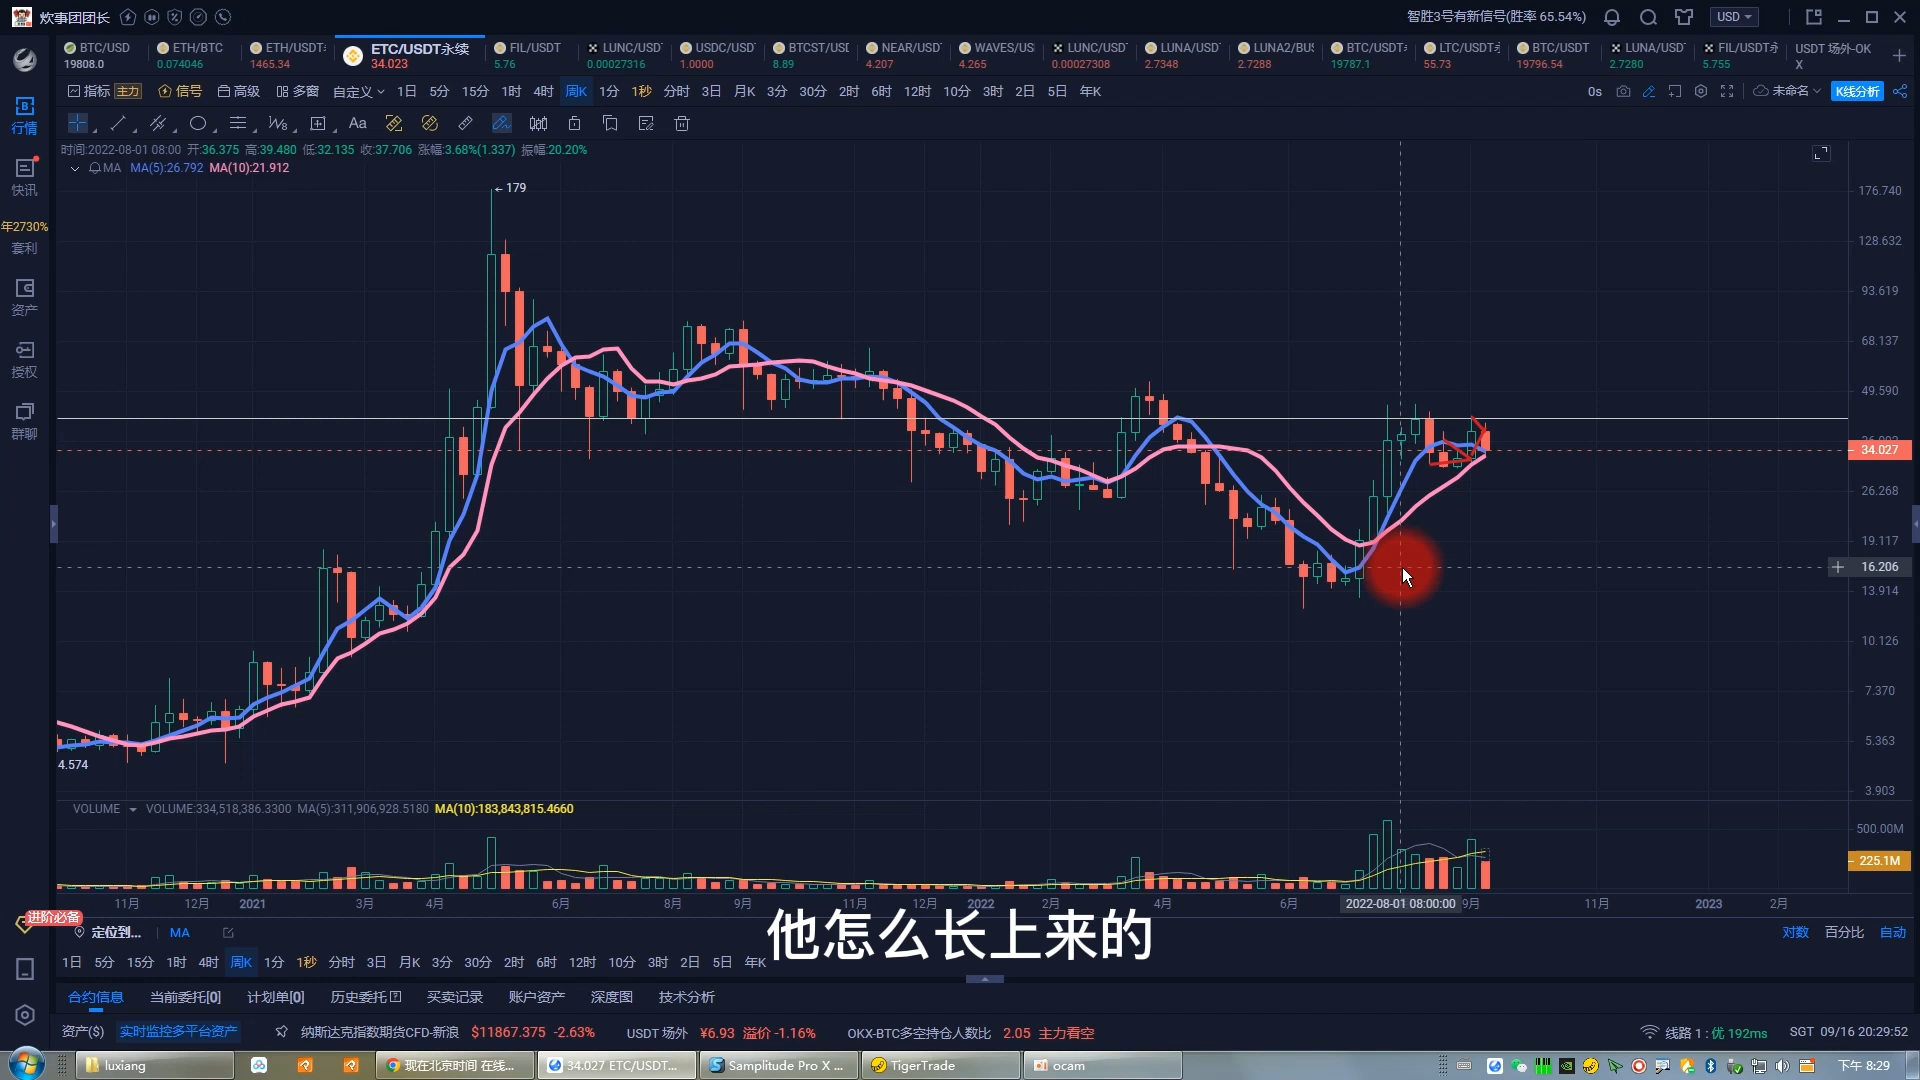 炊事团团长
智胜3号有新信号(胜率 65.54%)
USD
BTC/USD ETH/BTC ETH/USDT ETC/USDT永续 FIL/USDT LUNC/USDT USDC/USD BTCST/USD NEAR/USD WAVES/US LUNC/USD LUNA/USD LUNA2/BUS BTC/USDT LTC/USDT永 BTC/USDT LUNA/USD FIL/USDT永 USDT 场外-OK
19808.0 0.074046 1465.34 34.023 5.76 0.00027316 1.0000 8.89 4.207 4.265 0.00027308 2.7348 2.7288 19787.1 55.73 19796.54 2.7280 5.755 X
指标 主力 信号 高级 多窗 自定义 1日 5分 15分 1时 4时 周K 1分 1秒 分时 3日 月K 3分 30分 2时 6时 12时 10分 3时 2日 5日 年K 0s 未命名 K线分析
Aa
行情
快讯
年2730%
套利
资产
授权
群聊
进阶必备
时间:2022-08-01 08:00 开:36.375 高:39.480 低:32.135 收:37.706 涨幅:3.68%(1.337) 振幅:20.20%
MA MA(5):26.792 MA(10):21.912
179
4.574
176.740
128.632
93.619
68.137
49.590
34.027
26.268
19.117
16.206
13.914
10.126
7.370
5.363
3.903
VOLUME VOLUME:334,518,386.3300 MA(5):311,906,928.5180 MA(10):183,843,815.4660
500.00M
225.1M
11月 12月 2021 3月 4月 6月 8月 9月 11月 12月 2022 2月 4月 6月 2022-08-01 08:00:00 9月 11月 2023 2月
定位到... MA 对数 百分比 自动
他怎么长上来的
1日 5分 15分 1时 4时 周K 1分 1秒 分时 3日 月K 3分 30分 2时 6时 12时 10分 3时 2日 5日 年K
合约信息 当前委托[0] 计划单[0] 历史委托 买卖记录 账户资产 深度图 技术分析
资产($) 实时监控多平台资产 纳斯达克指数期货CFD-新浪 $11867.375 -2.63% USDT 场外 ¥6.93 溢价 -1.16% OKX-BTC多空持仓人数比 2.05 主力看空 线路 1 : 优 192ms SGT 09/16 20:29:52
luxiang 现在北京时间 在线... 34.027 ETC/USDT... Samplitude Pro X ... TigerTrade ocam 下午 8:29